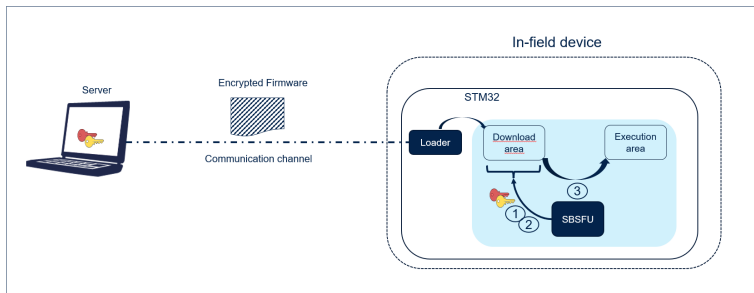 In-field device
Server
Encrypted Firmware
STM32
Loader
Download
area
Execution
area
Communication channel
3
1
2
SBSFU